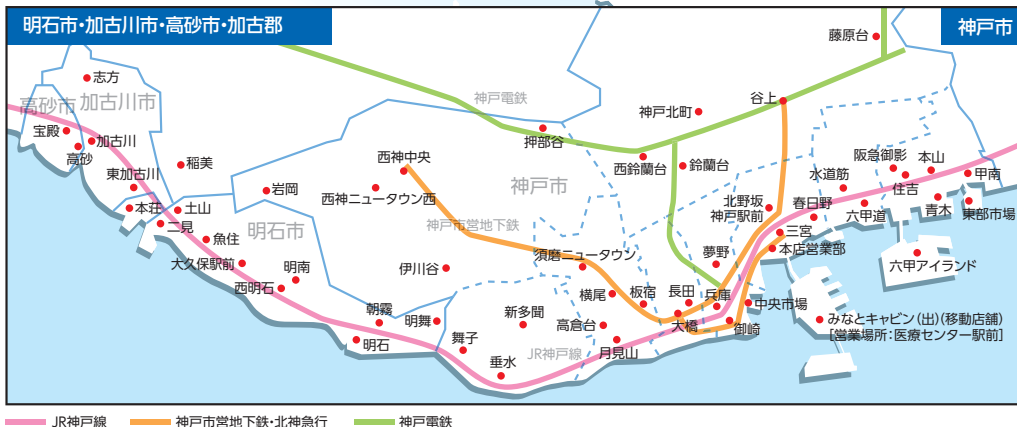 明石市・加古川市・高砂市・加古郡
神戸市
藤原台
志方
高砂市
加古川市
神戸電鉄
神戸北町
谷上
宝殿
加古川
高砂
押部谷
稲美
西神中央
西鈴蘭台
鈴蘭台
阪急御影
本山
東加古川
岩岡
西神ニュータウン西
神戸市
水道筋
住吉
甲南
本荘
土山
北野坂
神戸駅前
春日野
六甲道
青木
東部市場
二見
明石市
神戸市営地下鉄
三宮
魚住
本店営業部
大久保駅前
明南
伊川谷
須磨ニュータウン
夢野
六甲アイランド
西明石
横尾
板宿
長田
兵庫
中央市場
朝霧
明舞
新多聞
高倉台
大橋
御崎
みなとキャビン(出)(移動店舗)
[営業場所:医療センター駅前]
明石
舞子
JR神戸線
月見山
垂水
JR神戸線
神戸市営地下鉄・北神急行
神戸電鉄